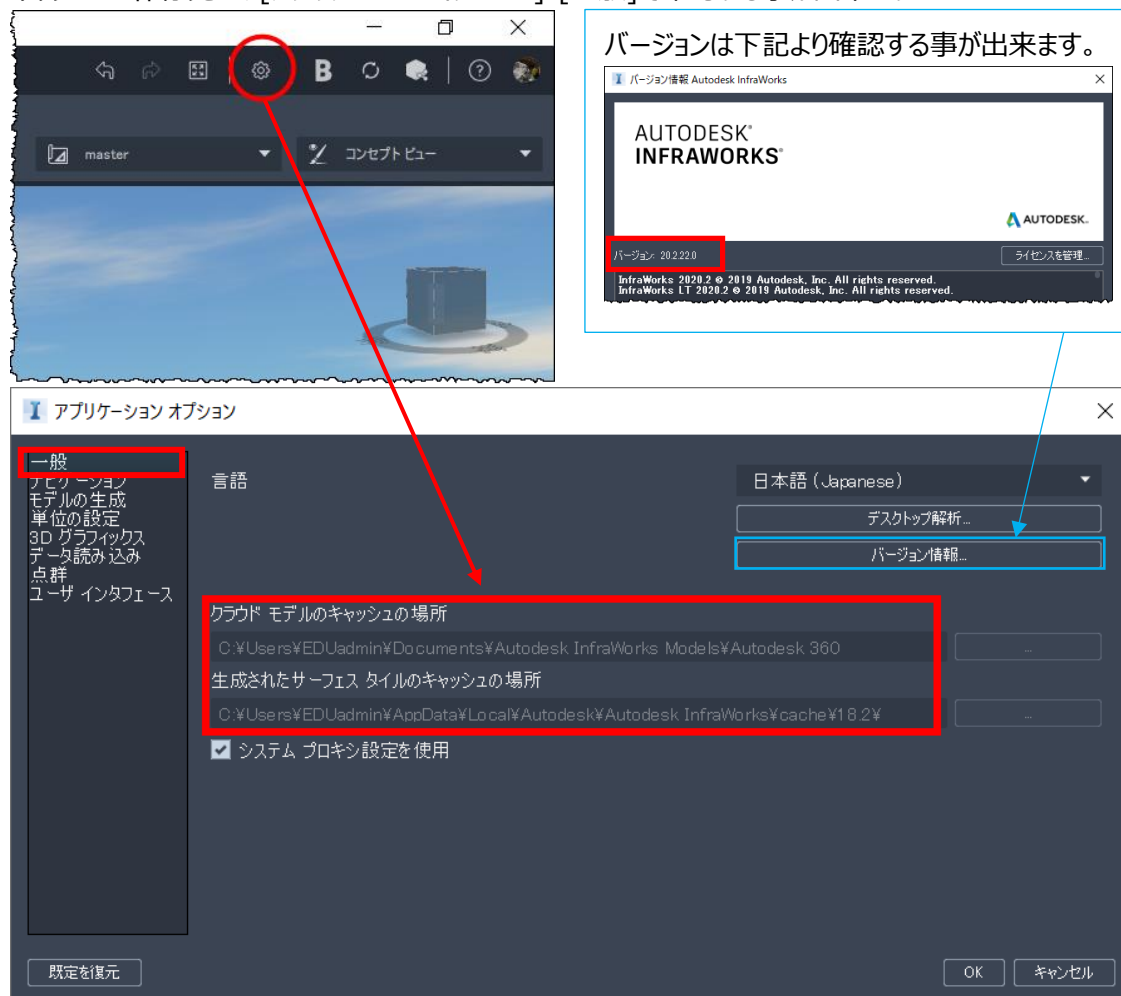 バージョンは下記より確認する事が出来ます。
B
?
master
コンセプト ビュー
I バージョン情報 Autodesk InfraWorks
AUTODESK®
INFRAWORKS®
AUTODESK.
バージョン: 20.2.22.0
ライセンスを管理...
InfraWorks 2020.2 © 2019 Autodesk, Inc. All rights reserved.
InfraWorks LT 2020.2 © 2019 Autodesk, Inc. All rights reserved.
I アプリケーション オプション
一般
ナビゲーション
モデルの生成
単位の設定
3D グラフィックス
データ読み込み
点群
ユーザ インタフェース
言語
日本語 (Japanese)
デスクトップ解析...
バージョン情報...
クラウド モデルのキャッシュの場所
C:¥Users¥EDUadmin¥Documents¥Autodesk InfraWorks Models¥Autodesk 360
...
生成されたサーフェス タイルのキャッシュの場所
C:¥Users¥EDUadmin¥AppData¥Local¥Autodesk¥Autodesk InfraWorks¥cache¥18.2¥
...
システム プロキシ設定を使用
既定を復元
OK
キャンセル